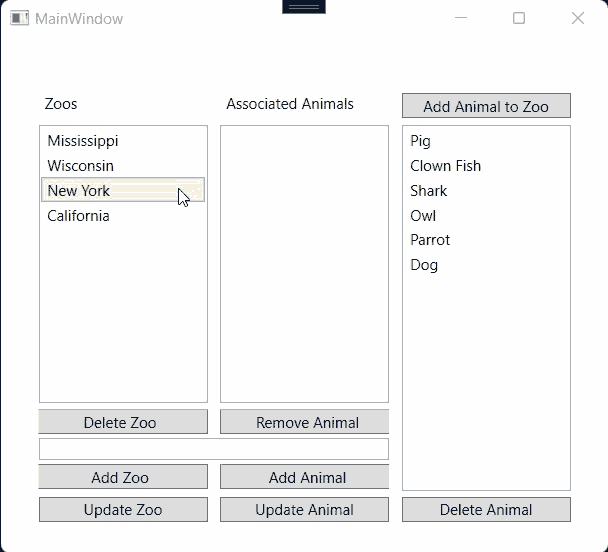 MainWindow
Zoos
Associated Animals
Add Animal to Zoo
Mississippi
Wisconsin
New York
California
Pig
Clown Fish
Shark
Owl
Parrot
Dog
Delete Zoo
Remove Animal
Add Zoo
Add Animal
Update Zoo
Update Animal
Delete Animal